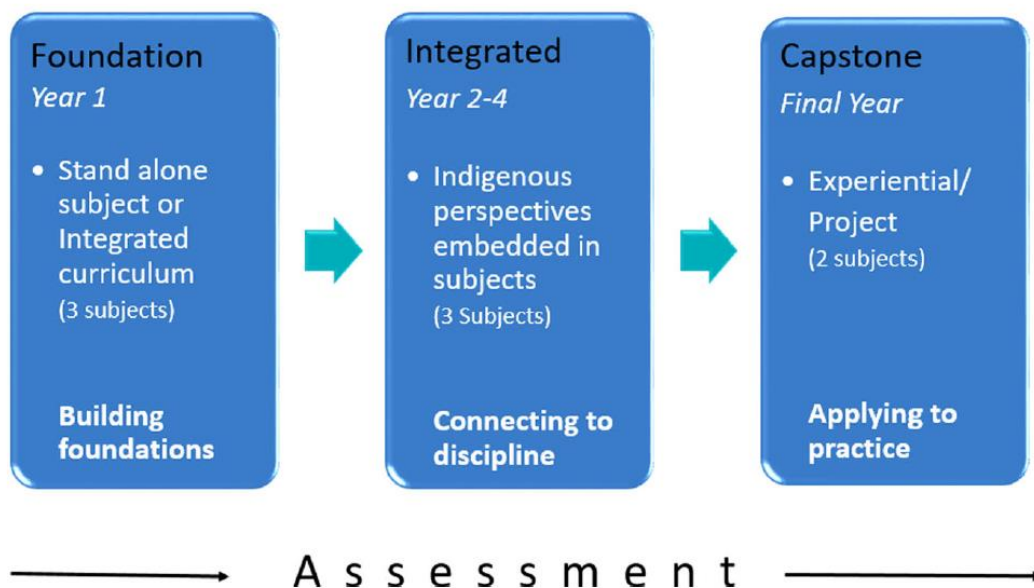 Foundation
Year 1
• Stand alone
subject or
Integrated
curriculum
(3 subjects)
Building
foundations
Integrated
Year 2-4
• Indigenous
perspectives
embedded in
subjects
(3 Subjects)
Connecting to
discipline
Capstone
Final Year
• Experiential/
Project
(2 subjects)
Applying to
practice
Assessment